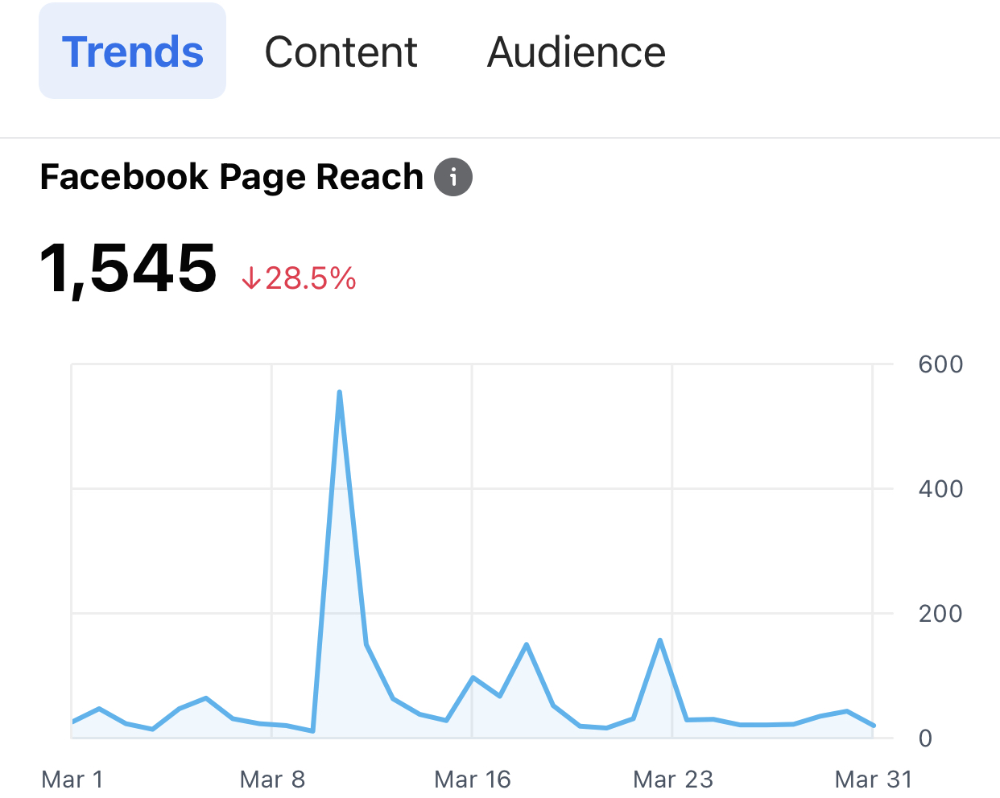 Trends Content Audience
Facebook Page Reach i
1,545 ↓28.5%
600
400
200
0
Mar 1 Mar 8 Mar 16 Mar 23 Mar 31